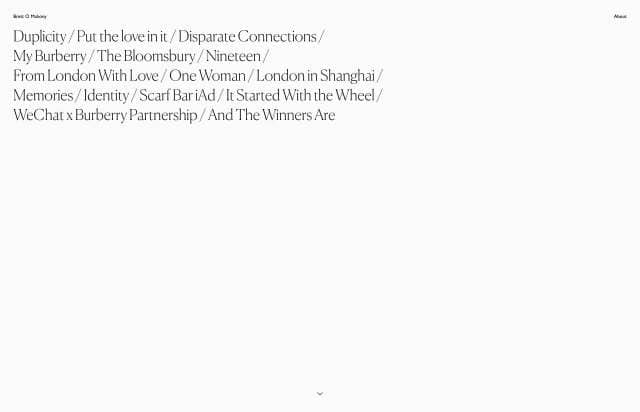 Brett O Mahony
About
Duplicity / Put the love in it / Disparate Connections /
My Burberry / The Bloomsbury / Nineteen /
From London With Love / One Woman / London in Shanghai /
Memories / Identity / Scarf Bar iAd / It Started With the Wheel /
WeChat x Burberry Partnership / And The Winners Are